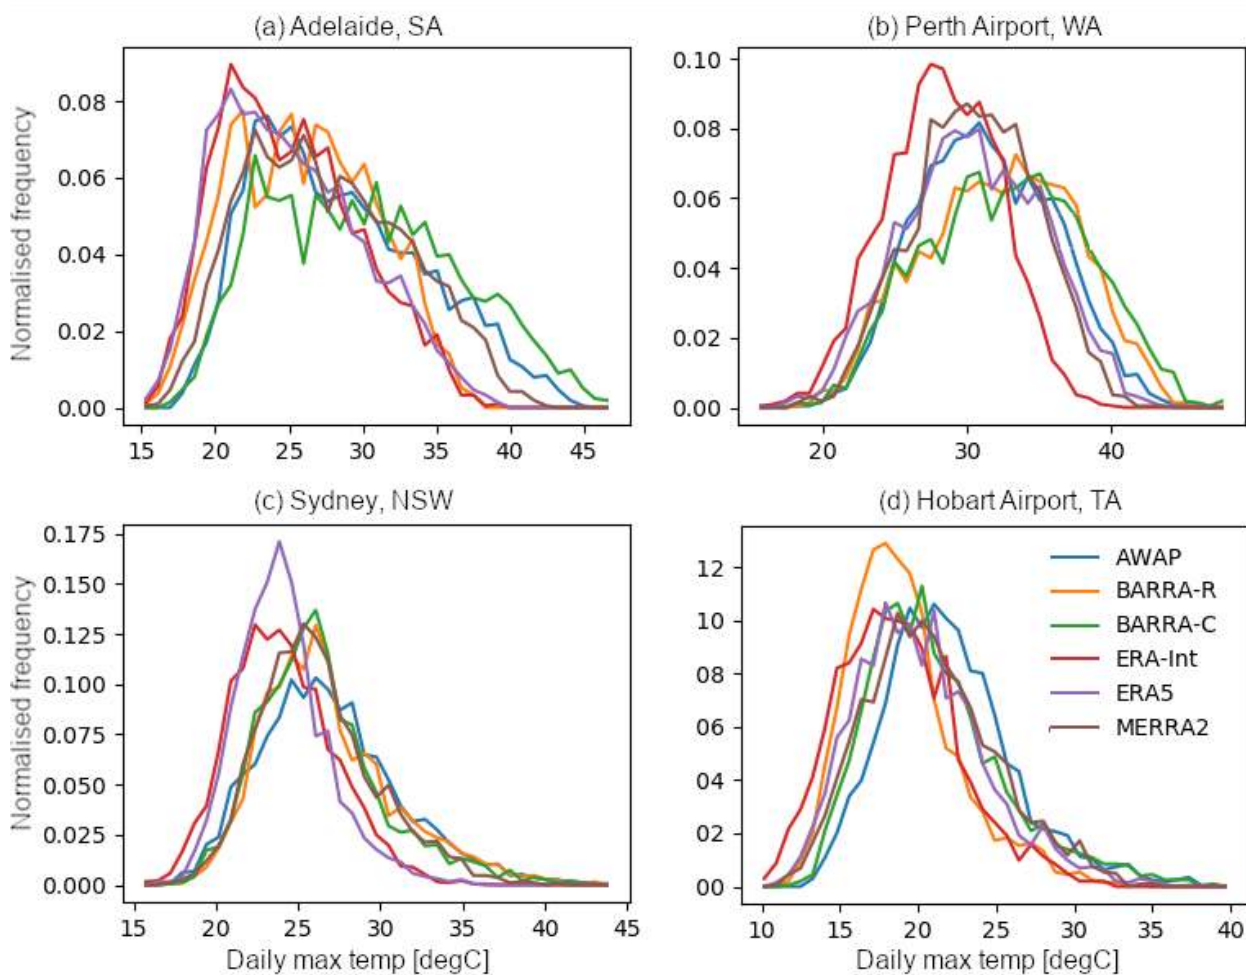 (a) Adelaide, SA
(b) Perth Airport, WA
Normalised frequency
0.08
0.06
0.04
0.02
0.00
15 20 25 30 35 40 45
0.10
0.08
0.06
0.04
0.02
0.00
20 30 40
(c) Sydney, NSW
(d) Hobart Airport, TA
Normalised frequency
0.175
0.150
0.125
0.100
0.075
0.050
0.025
0.000
15 20 25 30 35 40 45
Daily max temp [degC]
12
10
08
06
04
02
00
AWAP
BARRA-R
BARRA-C
ERA-Int
ERA5
MERRA2
10 15 20 25 30 35 40
Daily max temp [degC]